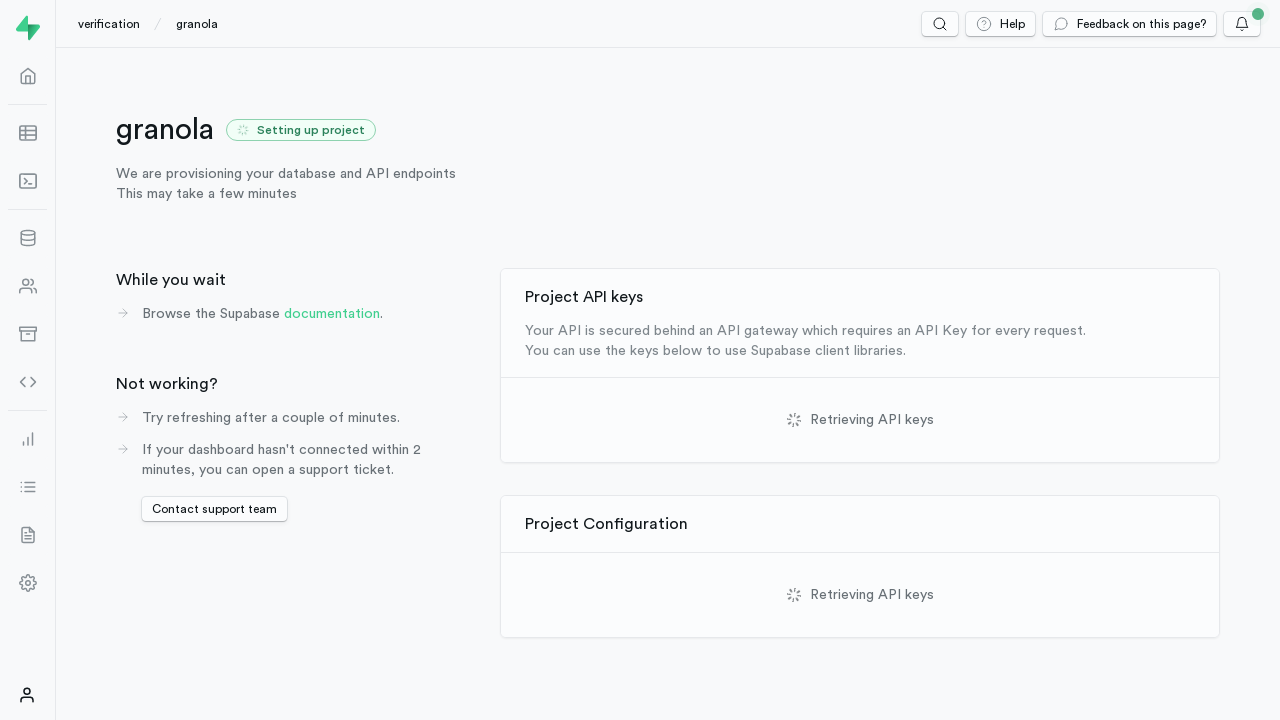 verification / granola
Help
Feedback on this page?
granola
Setting up project
We are provisioning your database and API endpoints
This may take a few minutes
While you wait
Browse the Supabase documentation.
Not working?
Try refreshing after a couple of minutes.
If your dashboard hasn't connected within 2
minutes, you can open a support ticket.
Contact support team
Project API keys
Your API is secured behind an API gateway which requires an API Key for every request.
You can use the keys below to use Supabase client libraries.
Retrieving API keys
Project Configuration
Retrieving API keys